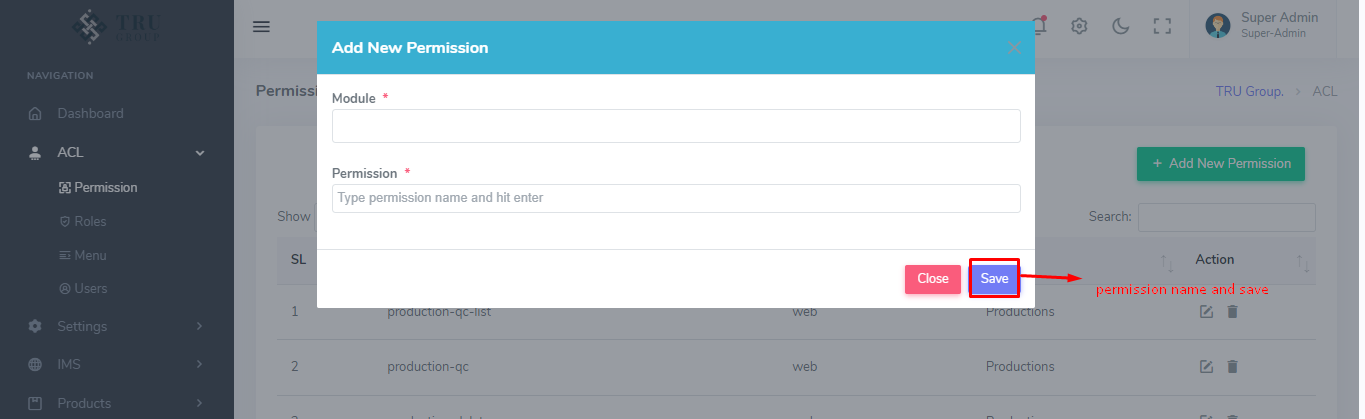 TRU
GROUP
Super Admin
Super-Admin
Add New Permission
NAVIGATION
Permissi
TRU Group. > ACL
Module *
Dashboard
ACL
+ Add New Permission
Permission *
Permission
Type permission name and hit enter
Roles
Show
Search:
Menu
SL
Action
Close
Save
permission name and save
Users
1 production-qc-list web Productions
Settings
IMS
2 production-qc web Productions
Products